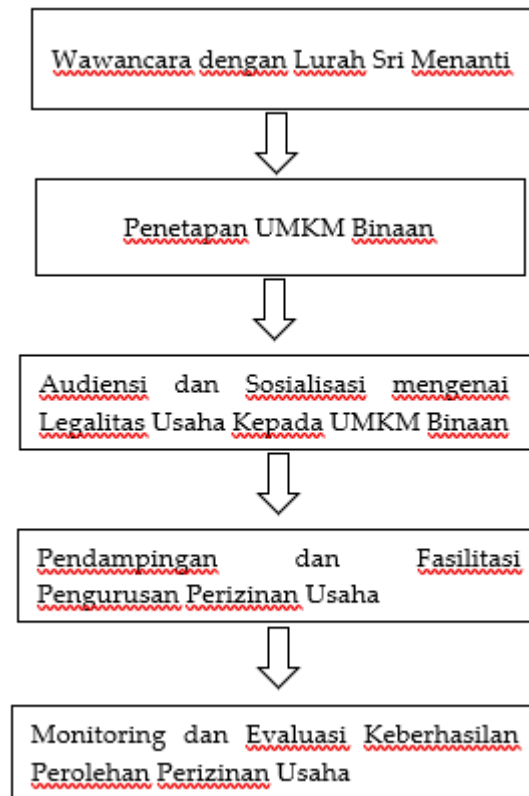 Wawancara dengan Lurah Sri Menanti
Penetapan UMKM Binaan
Audiensi dan Sosialisasi mengenai
Legalitas Usaha Kepada UMKM Binaan
Pendampingan dan Fasilitasi
Pengurusan Perizinan Usaha
Monitoring dan Evaluasi Keberhasilan
Perolehan Perizinan Usaha